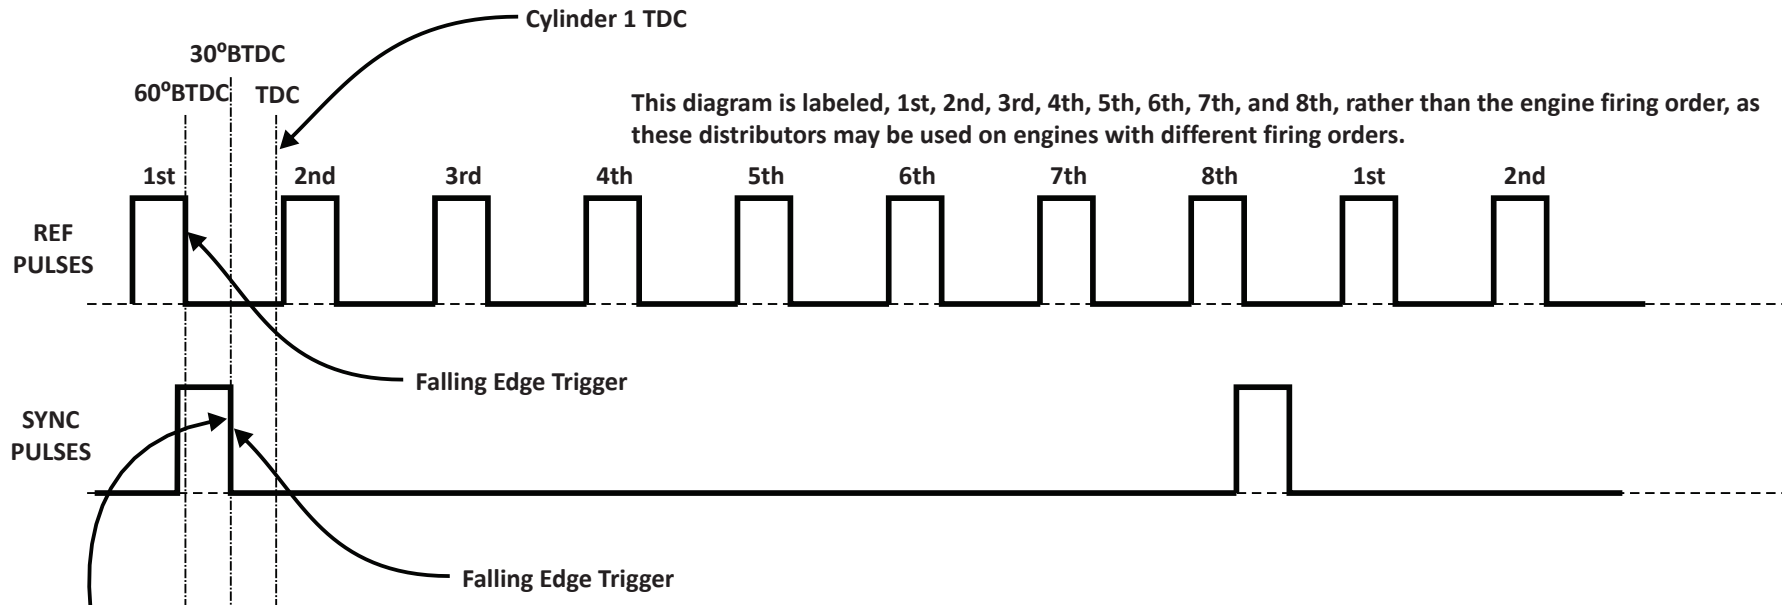 Cylinder 1 TDC
30⁰BTDC
60⁰BTDC
TDC
This diagram is labeled, 1st, 2nd, 3rd, 4th, 5th, 6th, 7th, and 8th, rather than the engine firing order, as
these distributors may be used on engines with different firing orders.
1st
2nd
3rd
4th
5th
6th
7th
8th
1st
2nd
REF
PULSES
Falling Edge Trigger
SYNC
PULSES
Falling Edge Trigger